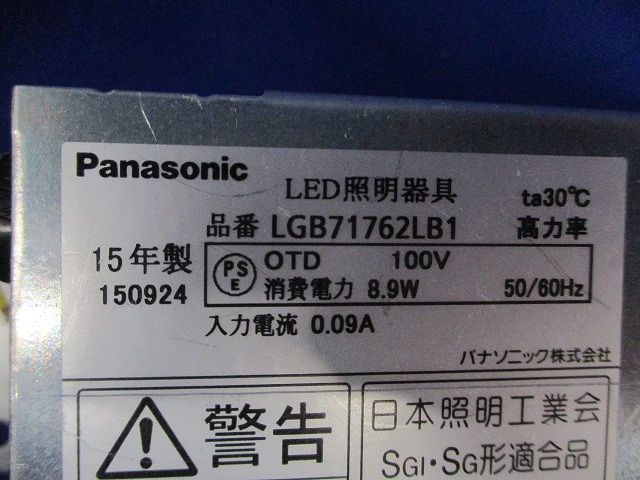 Panasonic
LED照明器具 ta30℃
品番 LGB71762LB1 高力率
15年製
150924
PS E OTD 100V
消費電力 8.9W 50/60Hz
入力電流 0.09A
パナソニック株式会社
警告
日本照明工業会
SGI・SG形適合品